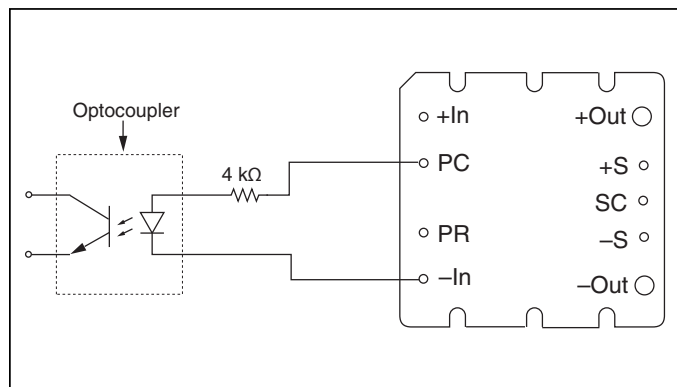 Optocoupler
4 kΩ
+In
PC
PR
–In
+Out
+S
SC
–S
–Out